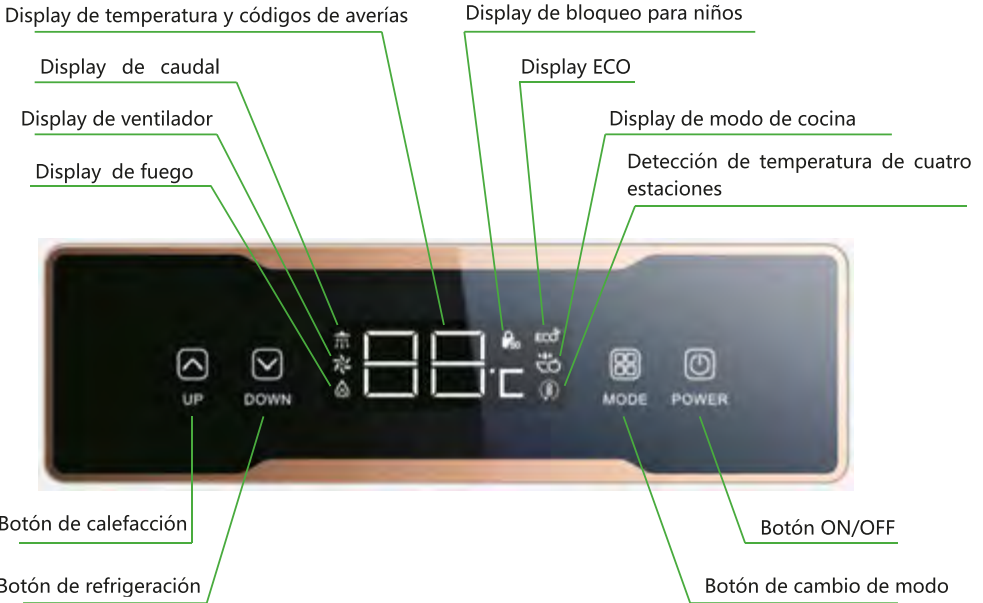 Display de temperatura y códigos de averías
Display de bloqueo para niños
Display de caudal
Display ECO
Display de ventilador
Display de modo de cocina
Display de fuego
Detección de temperatura de cuatro
estaciones
88°C
ECO
UP
DOWN
MODE
POWER
Botón de calefacción
Botón ON/OFF
Botón de refrigeración
Botón de cambio de modo